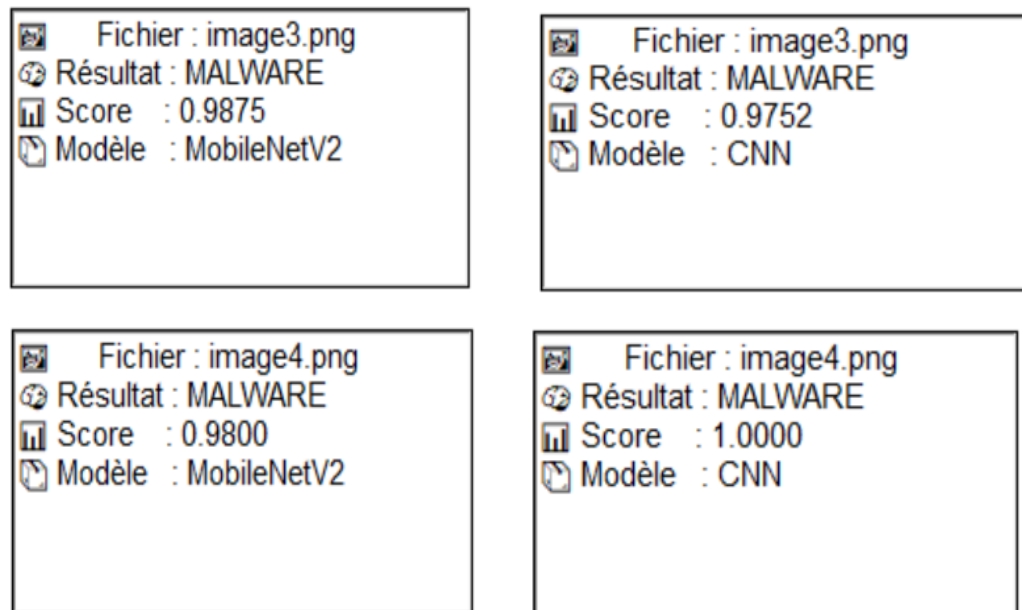 Fichier : image3.png
Résultat : MALWARE
Score : 0.9875
Modèle : MobileNetV2
Fichier : image3.png
Résultat : MALWARE
Score : 0.9752
Modèle : CNN
Fichier : image4.png
Résultat : MALWARE
Score : 0.9800
Modèle : MobileNetV2
Fichier : image4.png
Résultat : MALWARE
Score : 1.0000
Modèle : CNN